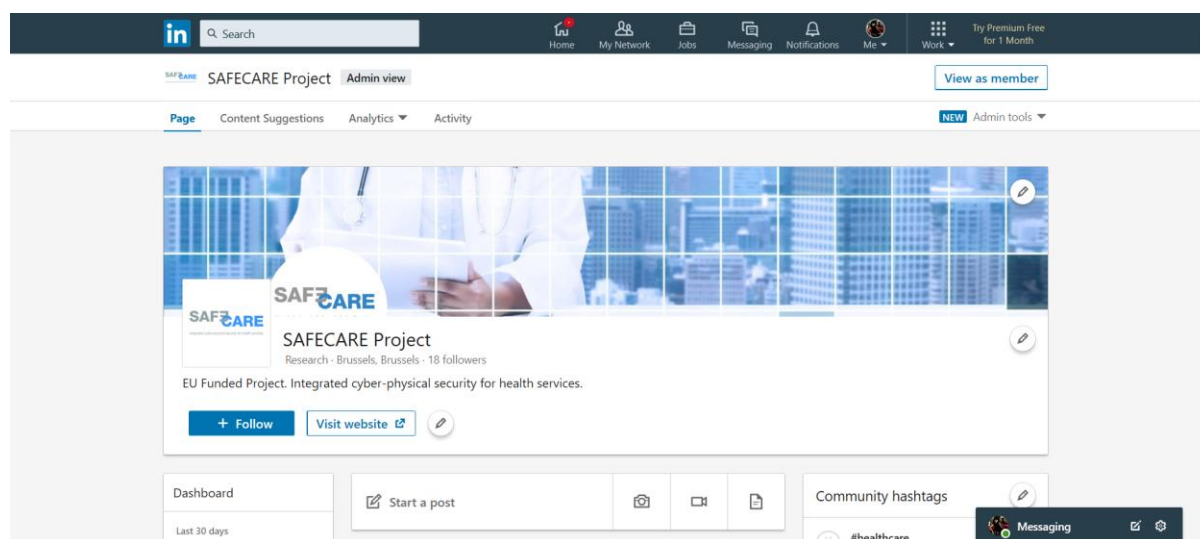 in
Search
Home
My Network
Jobs
Messaging
Notifications
Me
Work
Try Premium Free
for 1 Month
SAFECARE
SAFECARE Project
Admin view
View as member
Page
Content Suggestions
Analytics
Activity
NEW
Admin tools
SAFECARE
SAFECARE
SAFECARE Project
Research · Brussels, Brussels · 18 followers
EU Funded Project. Integrated cyber-physical security for health services.
+ Follow
Visit website
Dashboard
Last 30 days
Start a post
Community hashtags
#healthcare
Messaging